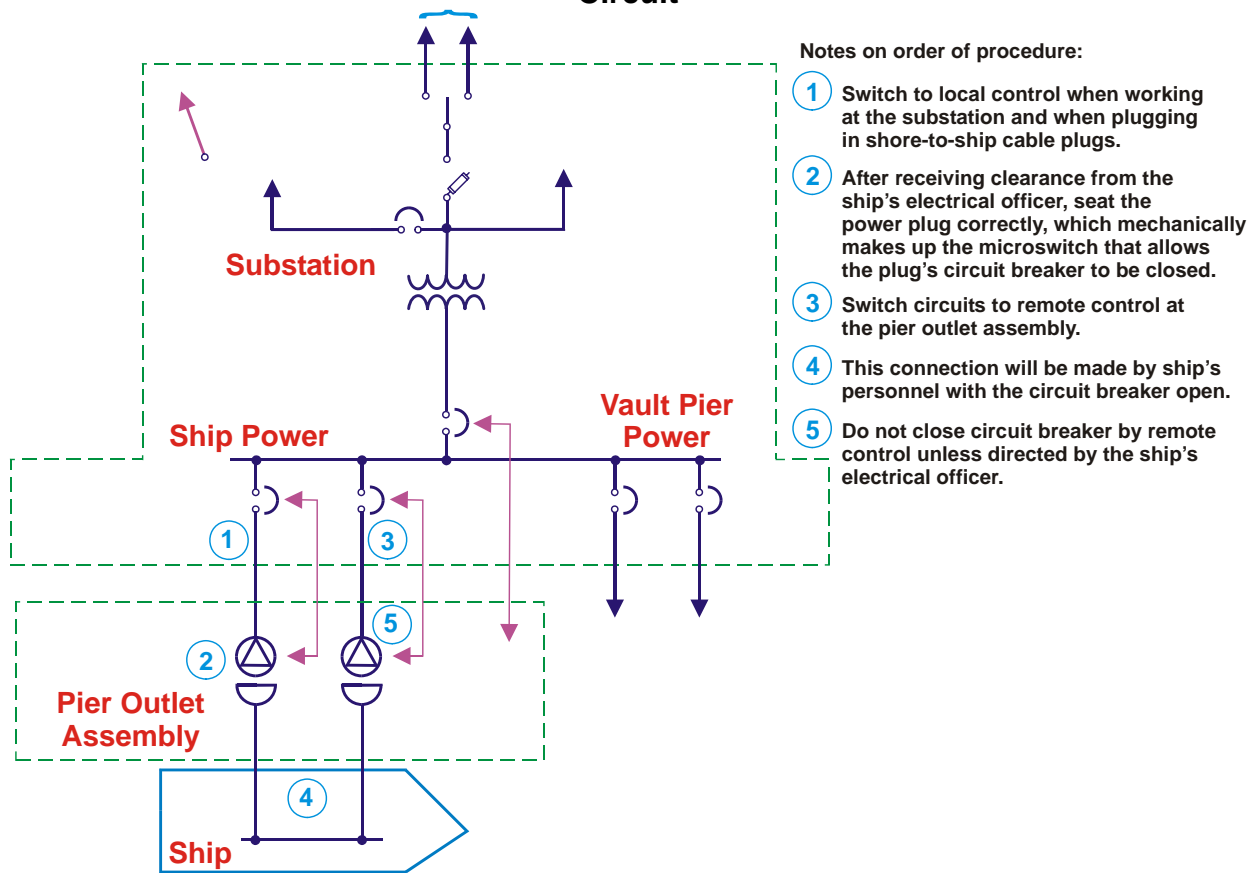 Circuit
Notes on order of procedure:
1 Switch to local control when working
at the substation and when plugging
in shore-to-ship cable plugs.
2 After receiving clearance from the
ship's electrical officer, seat the
power plug correctly, which mechanically
makes up the microswitch that allows
the plug's circuit breaker to be closed.
3 Switch circuits to remote control at
the pier outlet assembly.
4 This connection will be made by ship's
personnel with the circuit breaker open.
5 Do not close circuit breaker by remote
control unless directed by the ship's
electrical officer.
Substation
Ship Power
Vault Pier
Power
1
3
5
2
Pier Outlet
Assembly
4
Ship